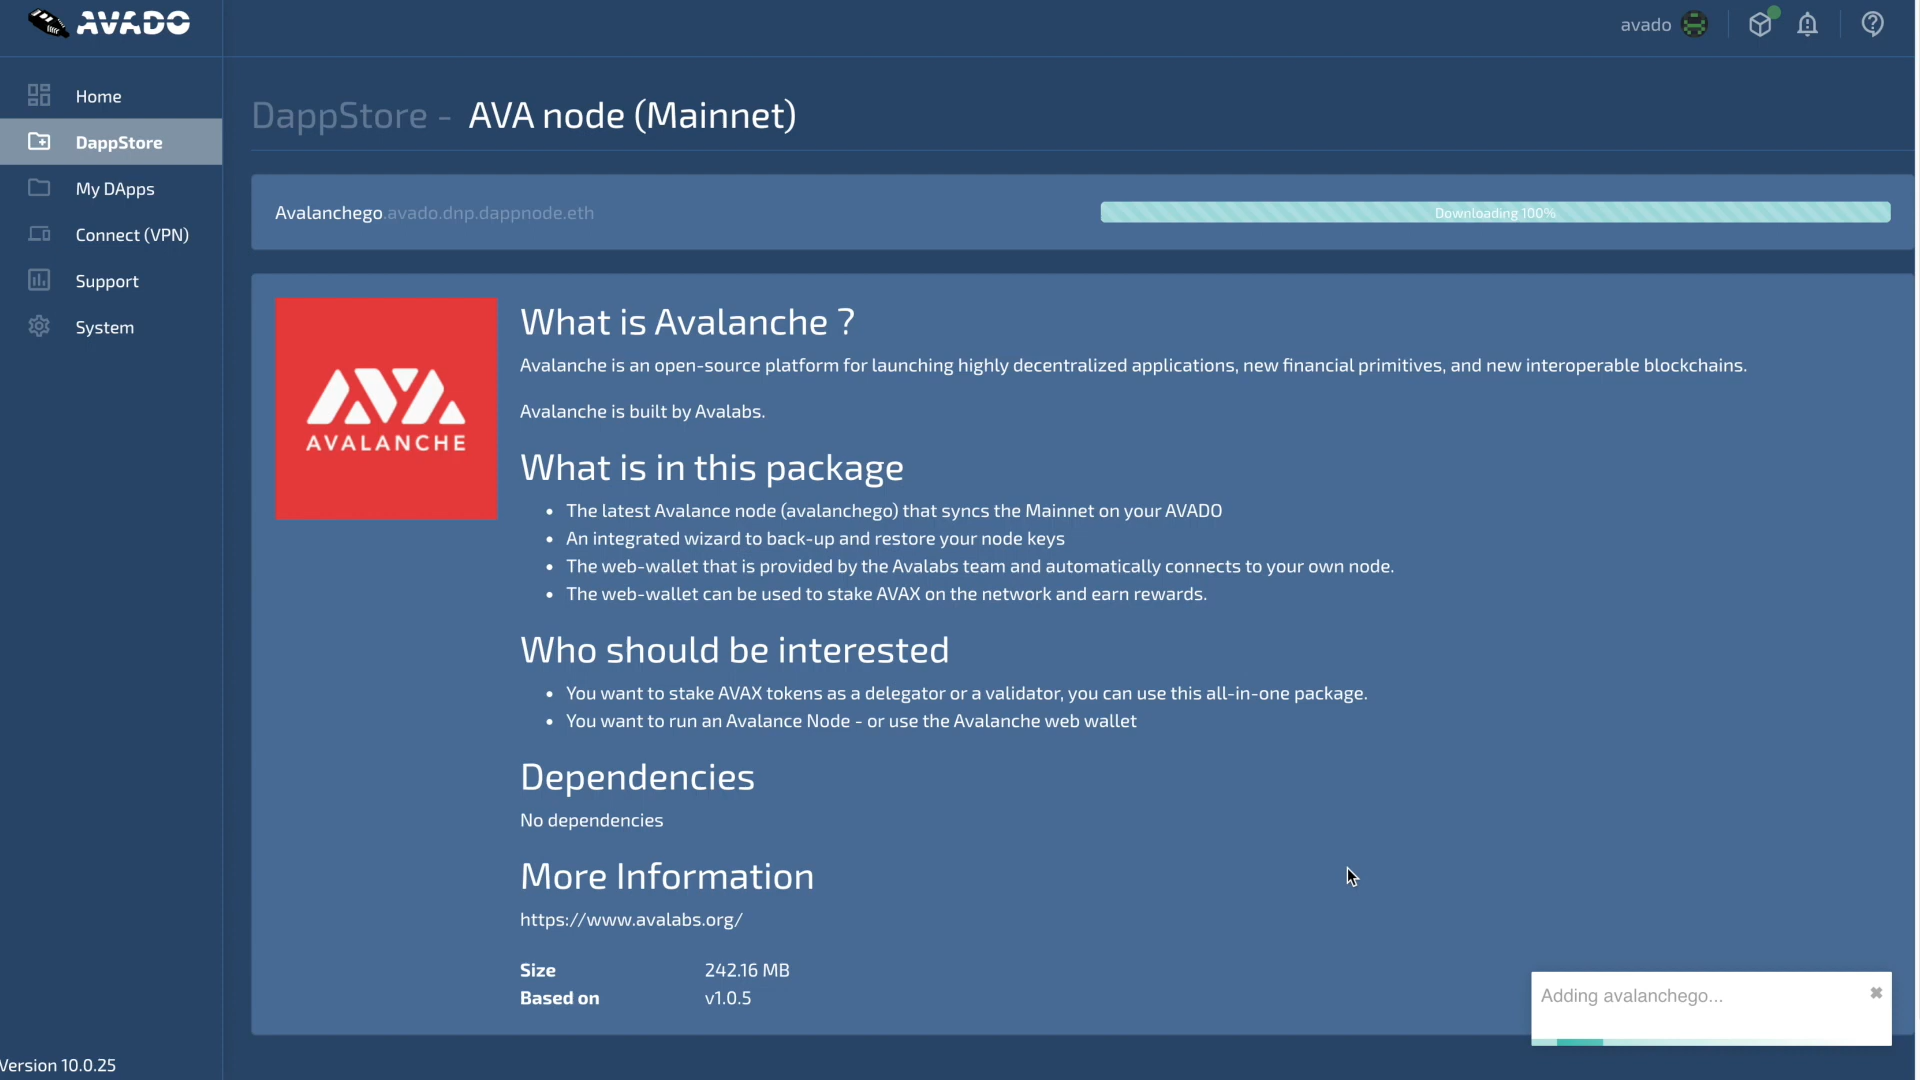 AVADO
avado
Home
DappStore
My DApps
Connect (VPN)
Support
System
Version 10.0.25
DappStore - AVA node (Mainnet)
Avalanchego.avado.dnp.dappnode.eth
Downloading 100%
AVALANCHE
What is Avalanche ?
Avalanche is an open-source platform for launching highly decentralized applications, new financial primitives, and new interoperable blockchains.
Avalanche is built by Avalabs.
What is in this package
• The latest Avalance node (avalanchego) that syncs the Mainnet on your AVADO
• An integrated wizard to back-up and restore your node keys
• The web-wallet that is provided by the Avalabs team and automatically connects to your own node.
• The web-wallet can be used to stake AVAX on the network and earn rewards.
Who should be interested
• You want to stake AVAX tokens as a delegator or a validator, you can use this all-in-one package.
• You want to run an Avalance Node - or use the Avalanche web wallet
Dependencies
No dependencies
More Information
https://www.avalabs.org/
Size 242.16 MB
Based on v1.0.5
Adding avalanchego...